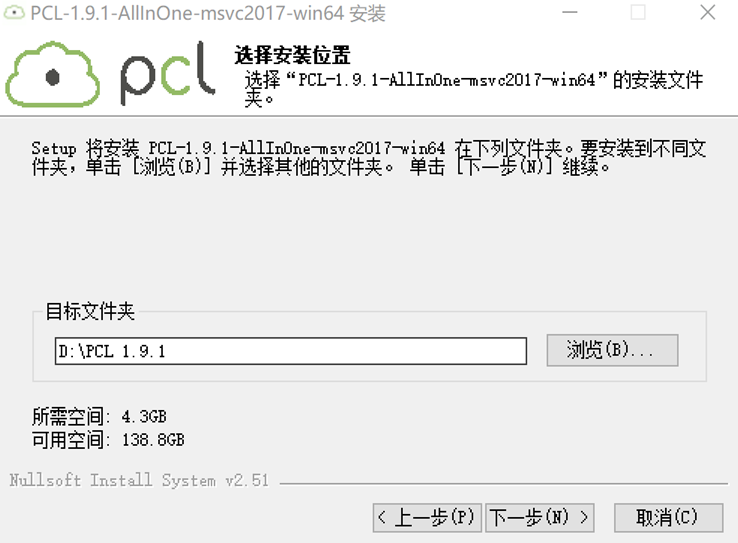 PCL-1.9.1-AllInOne-msvc2017-win64 安装
pcl
选择安装位置
选择“PCL-1.9.1-AllInOne-msvc2017-win64”的安装文件
夹。
Setup 将安装 PCL-1.9.1-AllInOne-msvc2017-win64 在下列文件夹。要安装到不同文
件夹，单击 [浏览(B)] 并选择其他的文件夹。 单击 [下一步(N)] 继续。
目标文件夹
D:\PCL 1.9.1
浏览(B)...
所需空间: 4.3GB
可用空间: 138.8GB
Nullsoft Install System v2.51
< 上一步(P) 下一步(N) > 取消(C)